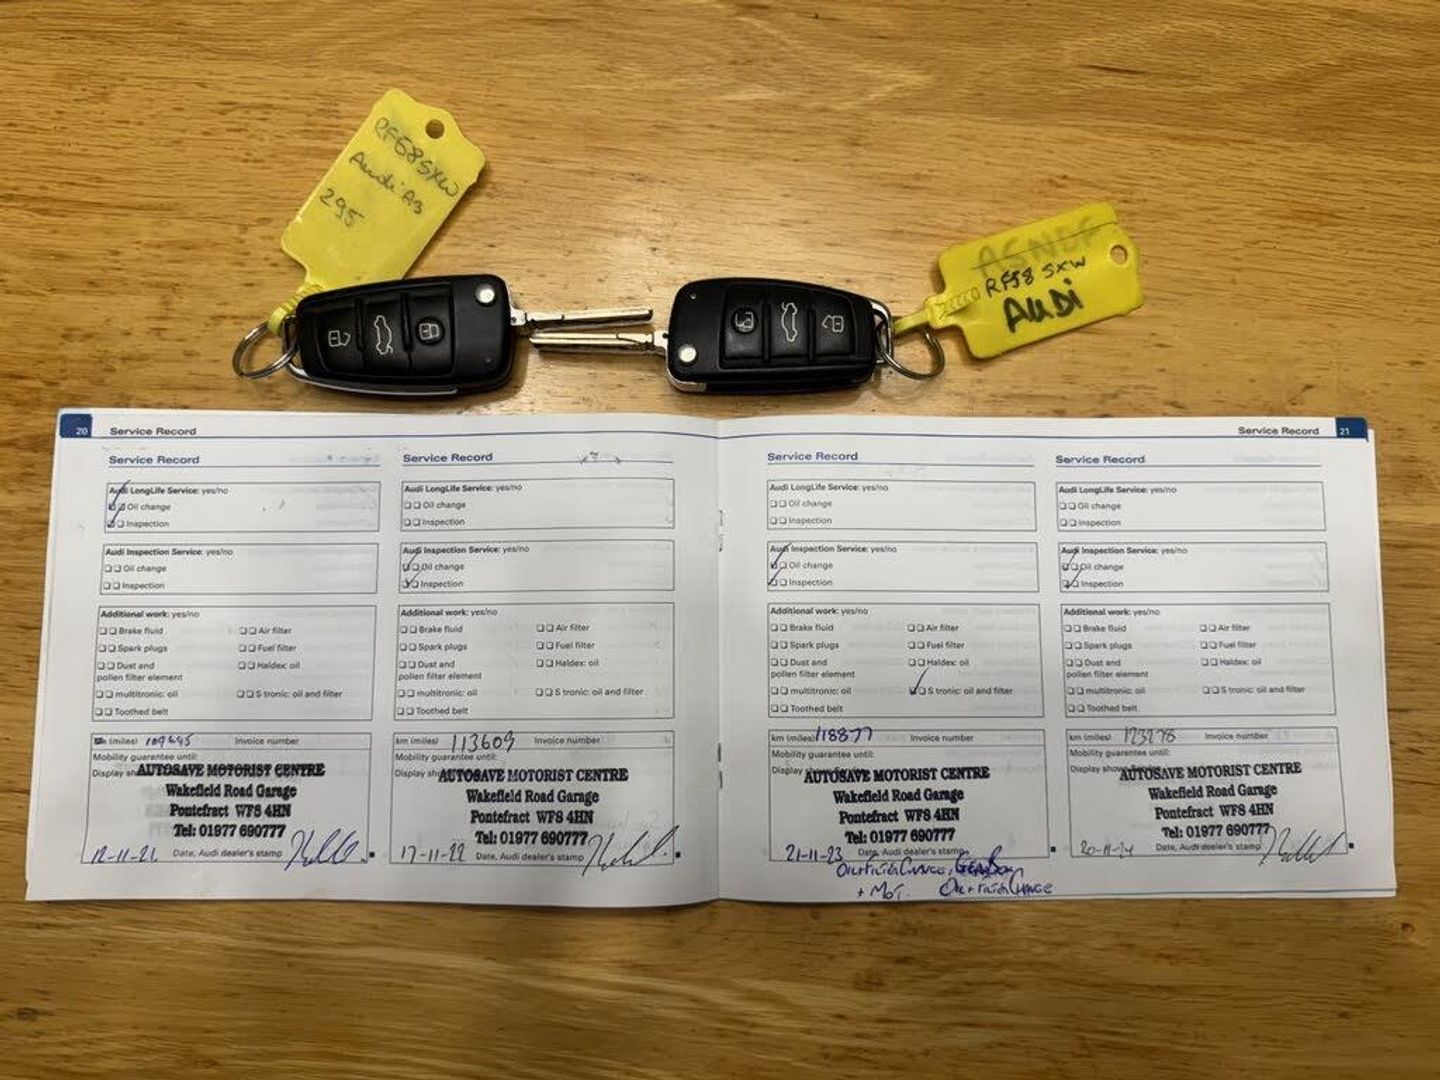 RF58SXW
Audi A3
295
RF58 SXW
AUDi
20 Service Record
Service Record 21
Service Record
Audi LongLife Service: yes/no
Oil change
Inspection
Audi Inspection Service: yes/no
Oil change
Inspection
Additional work: yes/no
Brake fluid Air filter
Spark plugs Fuel filter
Dust and Haldex: oil
pollen filter element
multitronic: oil S tronic: oil and filter
Toothed belt
km (miles) 109645 Invoice number
Mobility guarantee until:
Display
AUTOSAVE MOTORIST CENTRE
Wakefield Road Garage
Pontefract WF8 4HN
Tel: 01977 690777
12-11-21 Date, Audi dealer's stamp
Service Record
Audi LongLife Service: yes/no
Oil change
Inspection
Audi Inspection Service: yes/no
Oil change
Inspection
Additional work: yes/no
Brake fluid Air filter
Spark plugs Fuel filter
Dust and Haldex: oil
pollen filter element
multitronic: oil S tronic: oil and filter
Toothed belt
km (miles) 113609 Invoice number
Mobility guarantee until:
Display
AUTOSAVE MOTORIST CENTRE
Wakefield Road Garage
Pontefract WF8 4HN
Tel: 01977 690777
17-11-22 Date, Audi dealer's stamp
Service Record
Audi LongLife Service: yes/no
Oil change
Inspection
Audi Inspection Service: yes/no
Oil change
Inspection
Additional work: yes/no
Brake fluid Air filter
Spark plugs Fuel filter
Dust and Haldex: oil
pollen filter element
multitronic: oil S tronic: oil and filter
Toothed belt
km (miles) 118877 Invoice number
Mobility guarantee until:
Display
AUTOSAVE MOTORIST CENTRE
Wakefield Road Garage
Pontefract WF8 4HN
Tel: 01977 690777
21-11-23 Date, Audi dealer's stamp
Oil+Filter Change, GearBox
+ MOT. Oil+Filter Change
Service Record
Audi LongLife Service: yes/no
Oil change
Inspection
Audi Inspection Service: yes/no
Oil change
Inspection
Additional work: yes/no
Brake fluid Air filter
Spark plugs Fuel filter
Dust and Haldex: oil
pollen filter element
multitronic: oil S tronic: oil and filter
Toothed belt
km (miles) 123278 Invoice number
Mobility guarantee until:
Display
AUTOSAVE MOTORIST CENTRE
Wakefield Road Garage
Pontefract WF8 4HN
Tel: 01977 690777
20-11-24 Date, Audi dealer's stamp